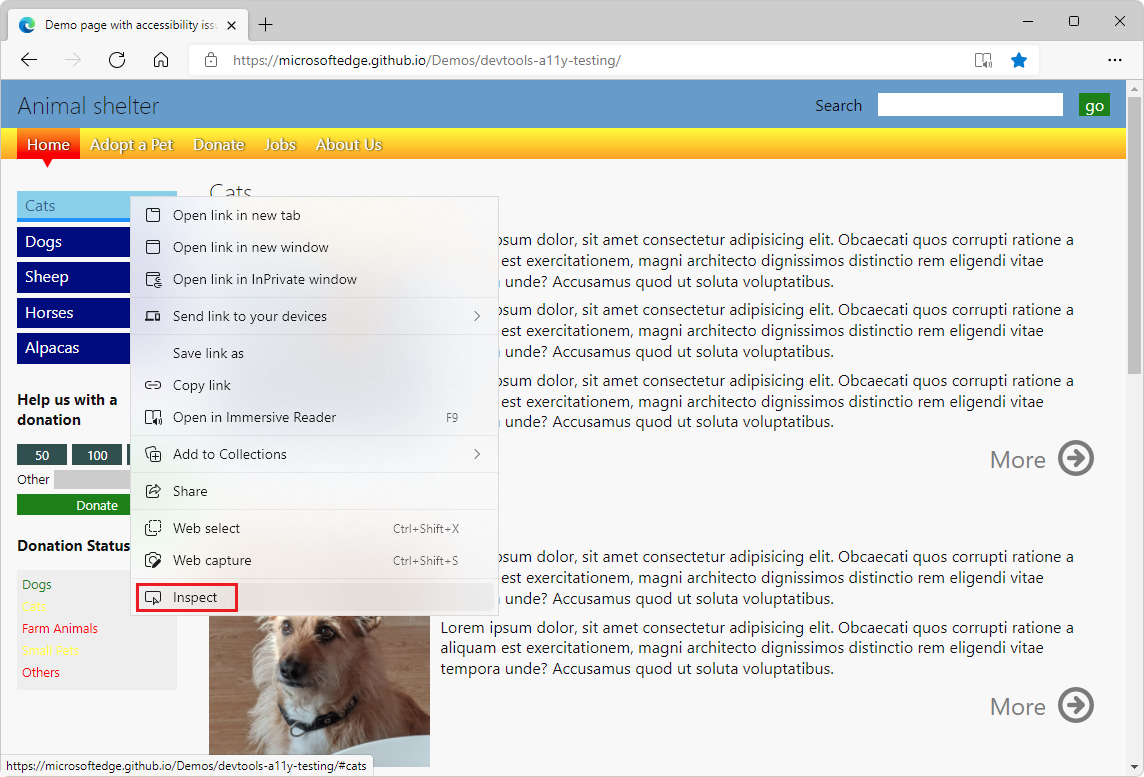 Demo page with accessibility issu
https://microsoftedge.github.io/Demos/devtools-a11y-testing/
Animal shelter
Search
go
Home Adopt a Pet Donate Jobs About Us
Cats
Dogs
Sheep
Horses
Alpacas
Help us with a
donation
50 100
Other
Donate
Donation Status
Dogs
Cats
Farm Animals
Small Pets
Others
Open link in new tab
Open link in new window
Open link in InPrivate window
Send link to your devices
Save link as
Copy link
Open in Immersive Reader F9
Add to Collections
Share
Web select Ctrl+Shift+X
Web capture Ctrl+Shift+S
Inspect
Cats
psum dolor, sit amet consectetur adipisicing elit. Obcaecati quos corrupti ratione a
est exercitationem, magni architecto dignissimos distinctio rem eligendi vitae
unde? Accusamus quod ut soluta voluptatibus.
psum dolor, sit amet consectetur adipisicing elit. Obcaecati quos corrupti ratione a
est exercitationem, magni architecto dignissimos distinctio rem eligendi vitae
unde? Accusamus quod ut soluta voluptatibus.
psum dolor, sit amet consectetur adipisicing elit. Obcaecati quos corrupti ratione a
est exercitationem, magni architecto dignissimos distinctio rem eligendi vitae
unde? Accusamus quod ut soluta voluptatibus.
More
psum dolor, sit amet consectetur adipisicing elit. Obcaecati quos corrupti ratione a
est exercitationem, magni architecto dignissimos distinctio rem eligendi vitae
unde? Accusamus quod ut soluta voluptatibus.
Lorem ipsum dolor, sit amet consectetur adipisicing elit. Obcaecati quos corrupti ratione a
aliquam est exercitationem, magni architecto dignissimos distinctio rem eligendi vitae
tempora unde? Accusamus quod ut soluta voluptatibus.
More
https://microsoftedge.github.io/Demos/devtools-a11y-testing/#cats